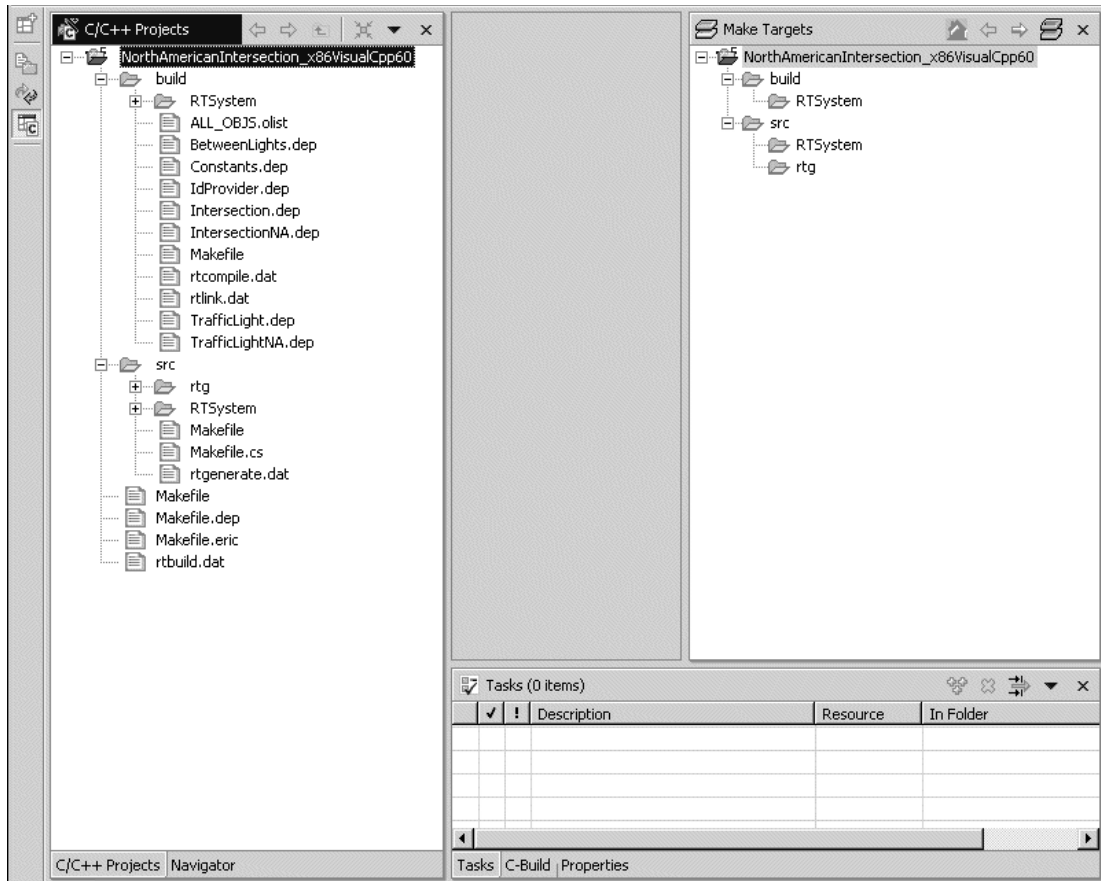 C/C++ Projects
NorthAmericanIntersection_x86VisualCpp60
build
RTSystem
ALL_OBJS.olist
BetweenLights.dep
Constants.dep
IdProvider.dep
Intersection.dep
IntersectionNA.dep
Makefile
rtcompile.dat
rtlink.dat
TrafficLight.dep
TrafficLightNA.dep
src
rtg
RTSystem
Makefile
Makefile.cs
rtgenerate.dat
Makefile
Makefile.dep
Makefile.eric
rtbuild.dat
C/C++ Projects Navigator
Make Targets
NorthAmericanIntersection_x86VisualCpp60
build
RTSystem
src
RTSystem
rtg
Tasks (0 items)
! Description Resource In Folder
Tasks C-Build Properties